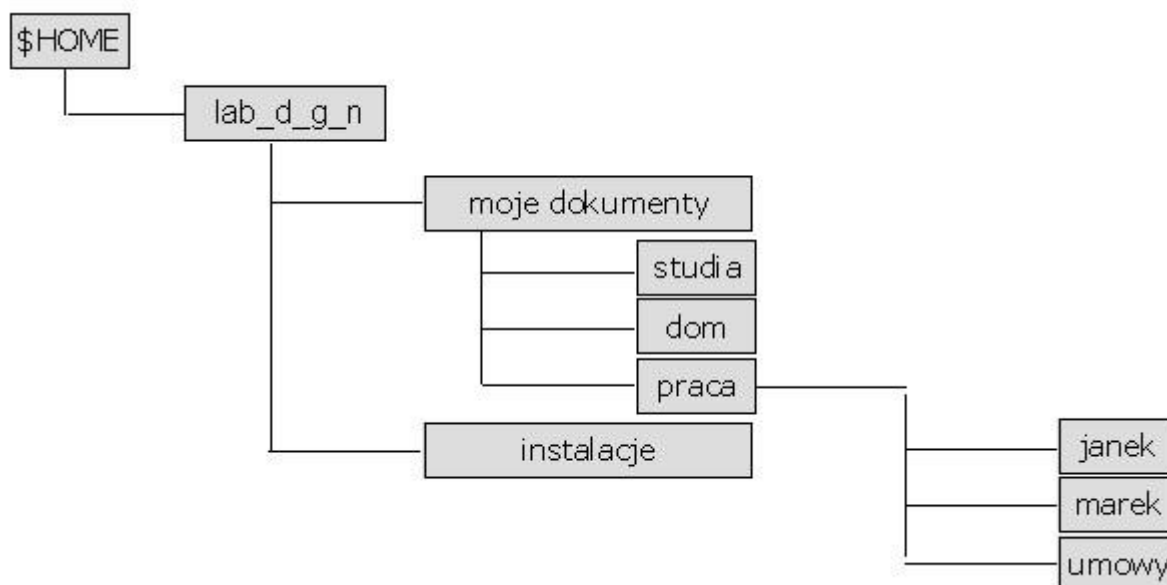 $HOME
lab_d_g_n
moje dokumenty
studia
dom
praca
instalacje
janek
marek
umowy